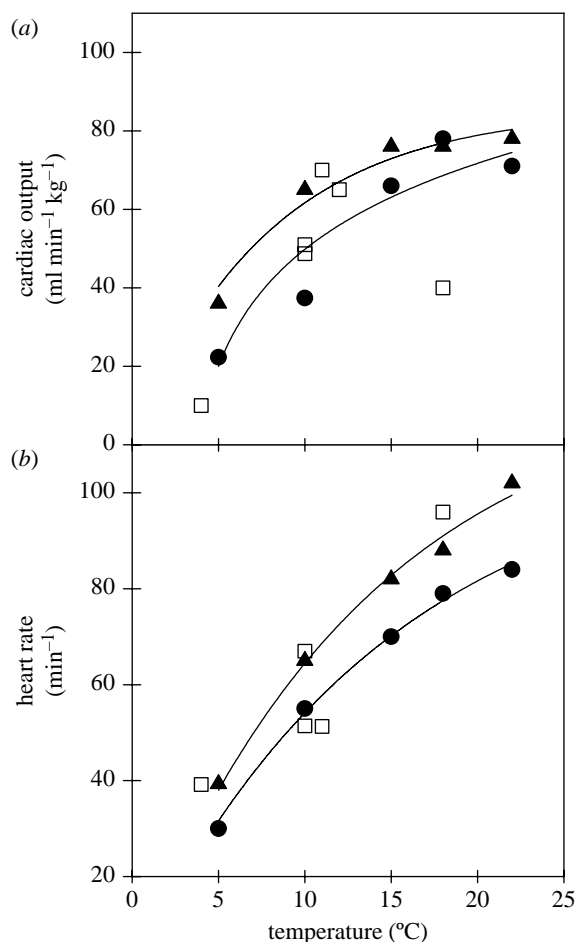 (a)
100
80
60
40
20
0
cardiac output
(ml min⁻¹ kg⁻¹)
(b)
100
80
60
40
20
heart rate
(min⁻¹)
0 5 10 15 20 25
temperature (ºC)